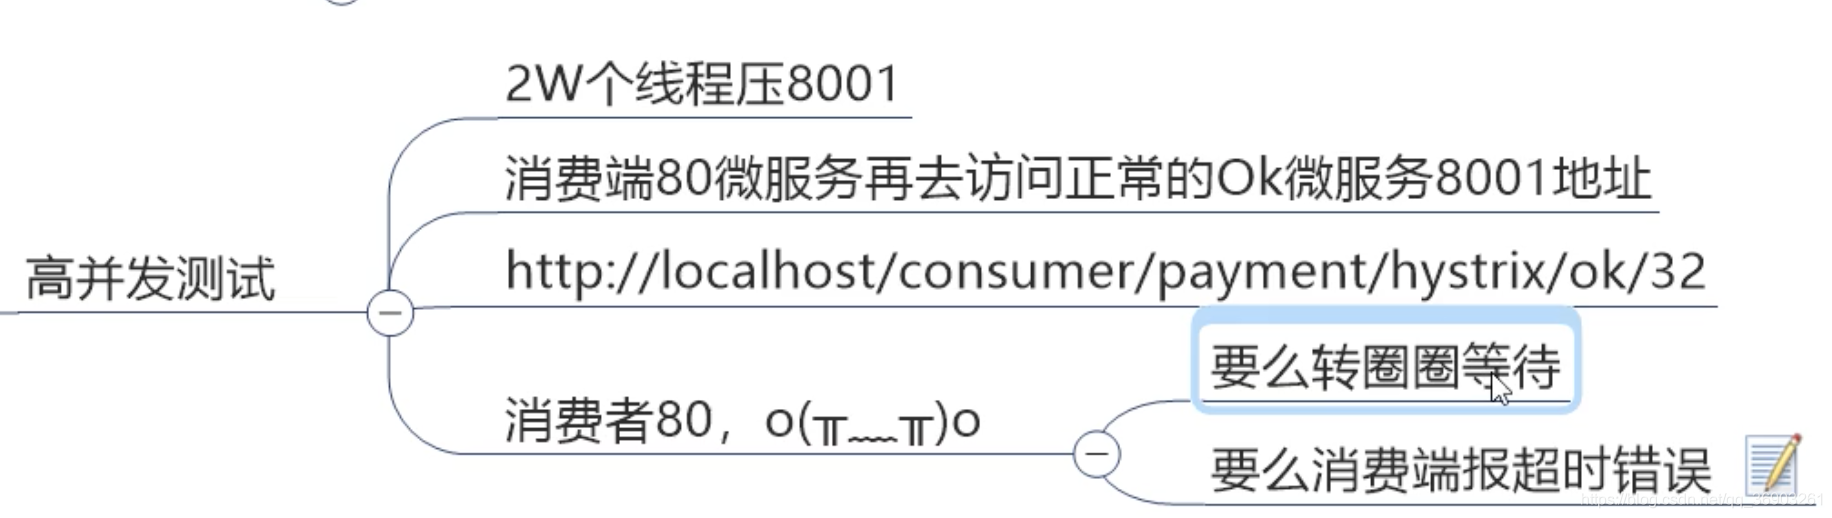 2W个线程压8001
消费端80微服务再去访问正常的Ok微服务8001地址
高并发测试
http://localhost/consumer/payment/hystrix/ok/32
要么转圈圈等待
消费者80，o(╥﹏╥)o
要么消费端报超时错误
https://blog.csdn.net/qq_36903261